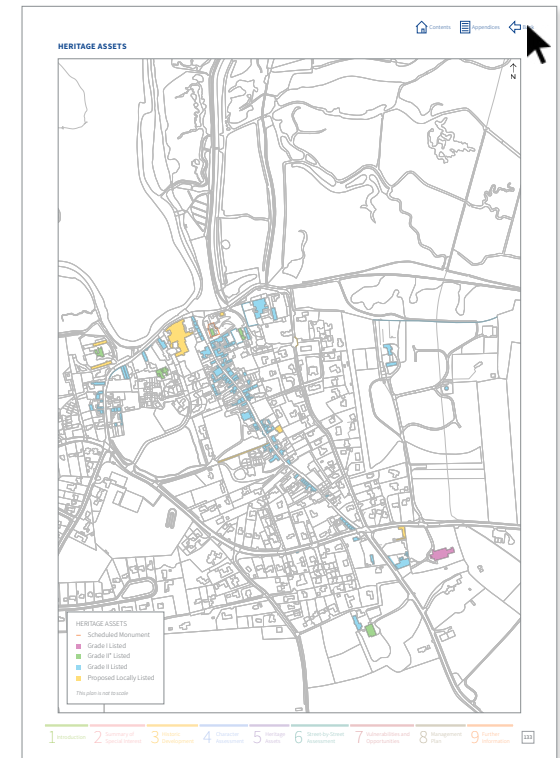 Contents
Appendices
HERITAGE ASSETS
N
HERITAGE ASSETS
Scheduled Monument
Grade I Listed
Grade II* Listed
Grade II Listed
Proposed Locally Listed
This plan is not to scale
1 Introduction
2 Summary of
Special Interest
3 Historic
Development
4 Character
Assessment
5 Heritage
Assets
6 Street by Street
Assessment
7 Vulnerabilities and
Opportunities
8 Management
Plan
9 Further
Information
133